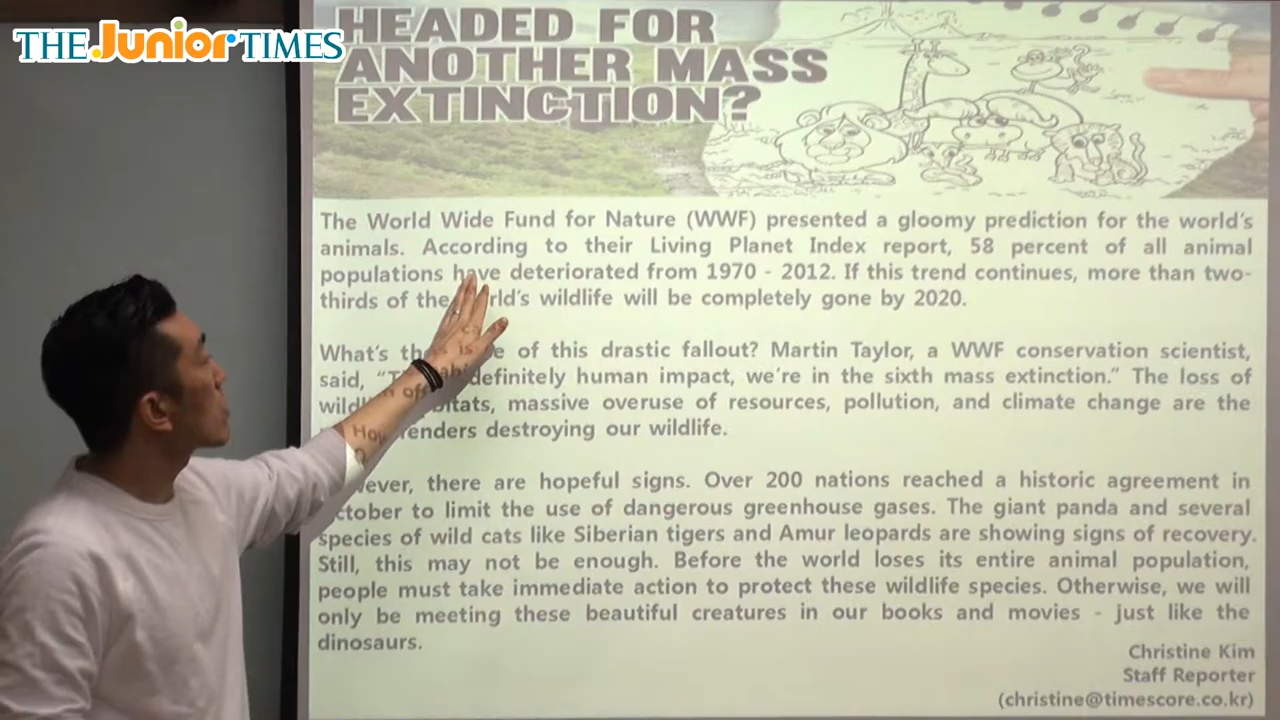 THE Junior TIMES
HEADED FOR
ANOTHER MASS
EXTINCTION?
The World Wide Fund for Nature (WWF) presented a gloomy prediction for the world's
animals. According to their Living Planet Index report, 58 percent of all animal
populations have deteriorated from 1970 - 2012. If this trend continues, more than two-
thirds of the world's wildlife will be completely gone by 2020.
What's the is e of this drastic fallout? Martin Taylor, a WWF conservation scientist,
said, definitely human impact, we're in the sixth mass extinction." The loss of
habitats, massive overuse of resources, pollution, and climate change are the
offenders destroying our wildlife.
However, there are hopeful signs. Over 200 nations reached a historic agreement in
October to limit the use of dangerous greenhouse gases. The giant panda and several
species of wild cats like Siberian tigers and Amur leopards are showing signs of recovery.
Still, this may not be enough. Before the world loses its entire animal population,
people must take immediate action to protect these wildlife species. Otherwise, we will
only be meeting these beautiful creatures in our books and movies - just like the
dinosaurs.
Christine Kim
Staff Reporter
(christine@timescore.co.kr)